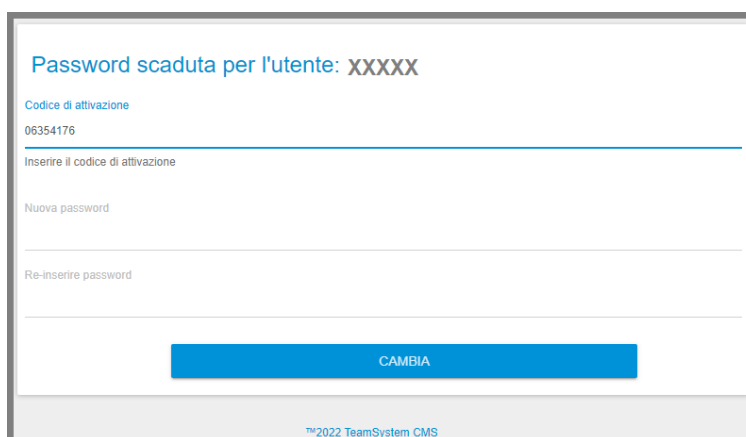 Password scaduta per l'utente: XXXXX
Codice di attivazione
06354176
Inserire il codice di attivazione
Nuova password
Re-inserire password
CAMBIA
™2022 TeamSystem CMS